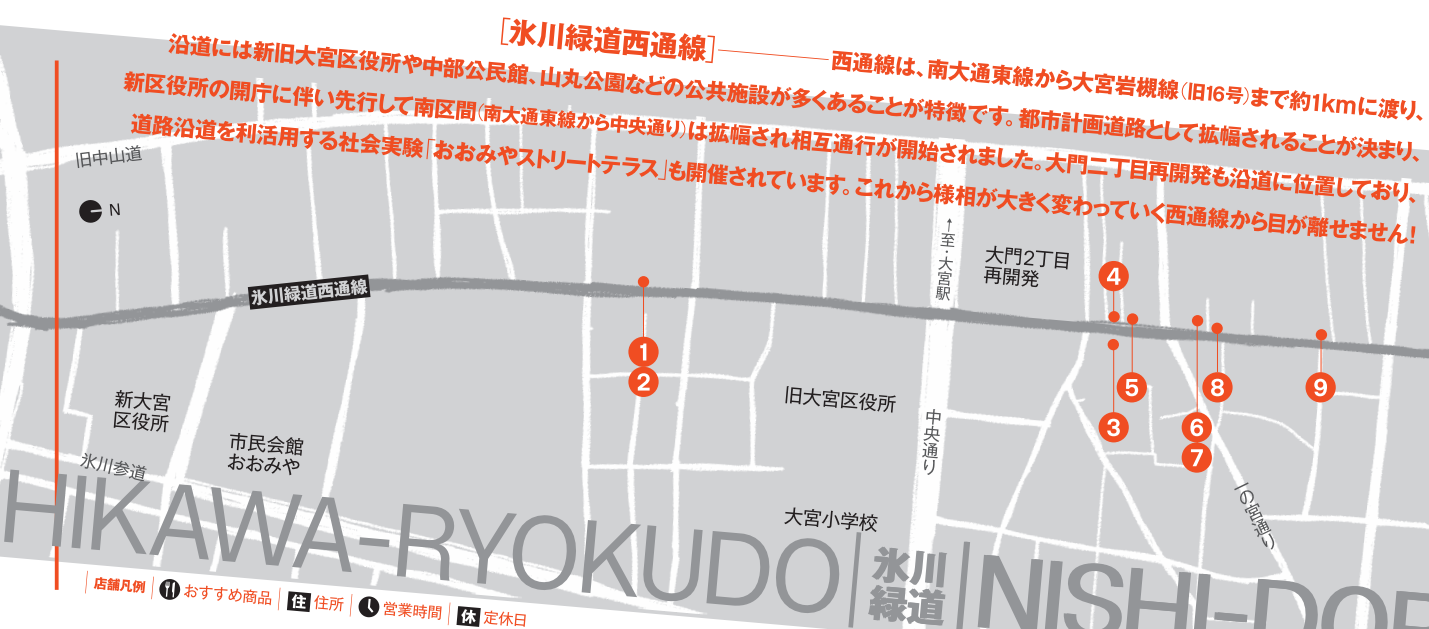 [氷川緑道西通線]
西通線は、南大通東線から大宮岩槻線(旧16号)まで約1kmに渡り、
沿道には新旧大宮区役所や中部公民館、山丸公園などの公共施設が多くあることが特徴です。都市計画道路として拡幅されることが決まり、
新区役所の開庁に伴い先行して南区間(南大通東線から中央通り)は拡幅され相互通行が開始されました。大門二丁目再開発も沿道に位置しており、
道路沿道を利活用する社会実験「おおみやストリートテラス」も開催されています。これから様相が大きく変わっていく西通線から目が離せません!
旧中山道
N
氷川緑道西通線
↑至・大宮駅
大門2丁目
再開発
4
1
2
5
8
9
3
6
7
新大宮
区役所
市民会館
おおみや
旧大宮区役所
中央通り
氷川参道
大宮小学校
一の宮通り
HIKAWA-RYOKUDO
氷川
緑道
NISHI-DOR
店舗凡例
おすすめ商品
住 住所
営業時間
休 定休日